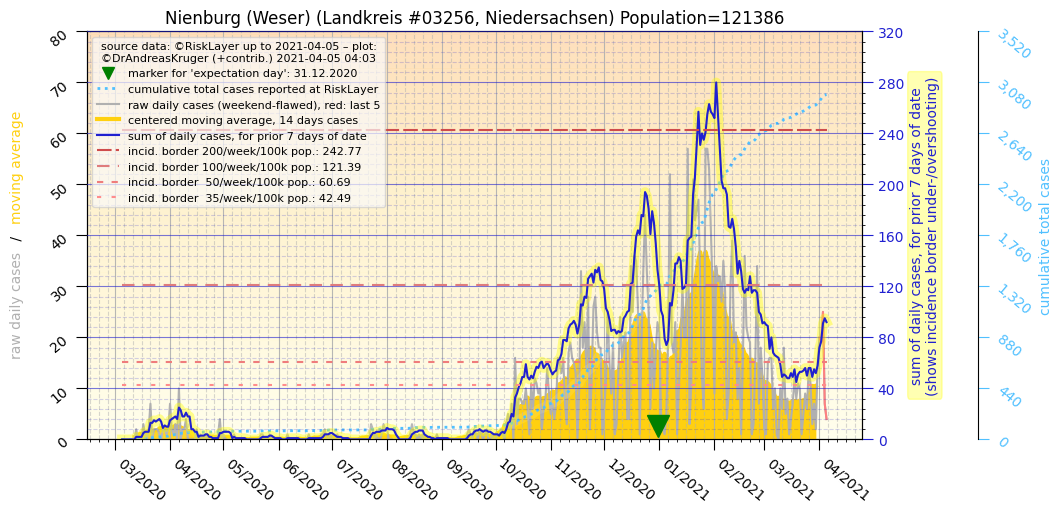 Nienburg (Weser) (Landkreis #03256, Niedersachsen) Population=121386
source data: ©RiskLayer up to 2021-04-05 – plot:
©DrAndreasKruger (+contrib.) 2021-04-05 04:03
marker for 'expectation day': 31.12.2020
cumulative total cases reported at RiskLayer
raw daily cases (weekend-flawed), red: last 5
centered moving average, 14 days cases
sum of daily cases, for prior 7 days of date
incid. border 200/week/100k pop.: 242.77
incid. border 100/week/100k pop.: 121.39
incid. border  50/week/100k pop.: 60.69
incid. border  35/week/100k pop.: 42.49
raw daily cases   /   moving average
80
70
60
50
40
30
20
10
0
03/2020
04/2020
05/2020
06/2020
07/2020
08/2020
09/2020
10/2020
11/2020
12/2020
01/2021
02/2021
03/2021
04/2021
320
280
240
200
160
120
80
40
0
sum of daily cases, for prior 7 days of date
(shows incidence border under-/overshooting)
3,520
3,080
2,640
2,200
1,760
1,320
880
440
0
cumulative total cases